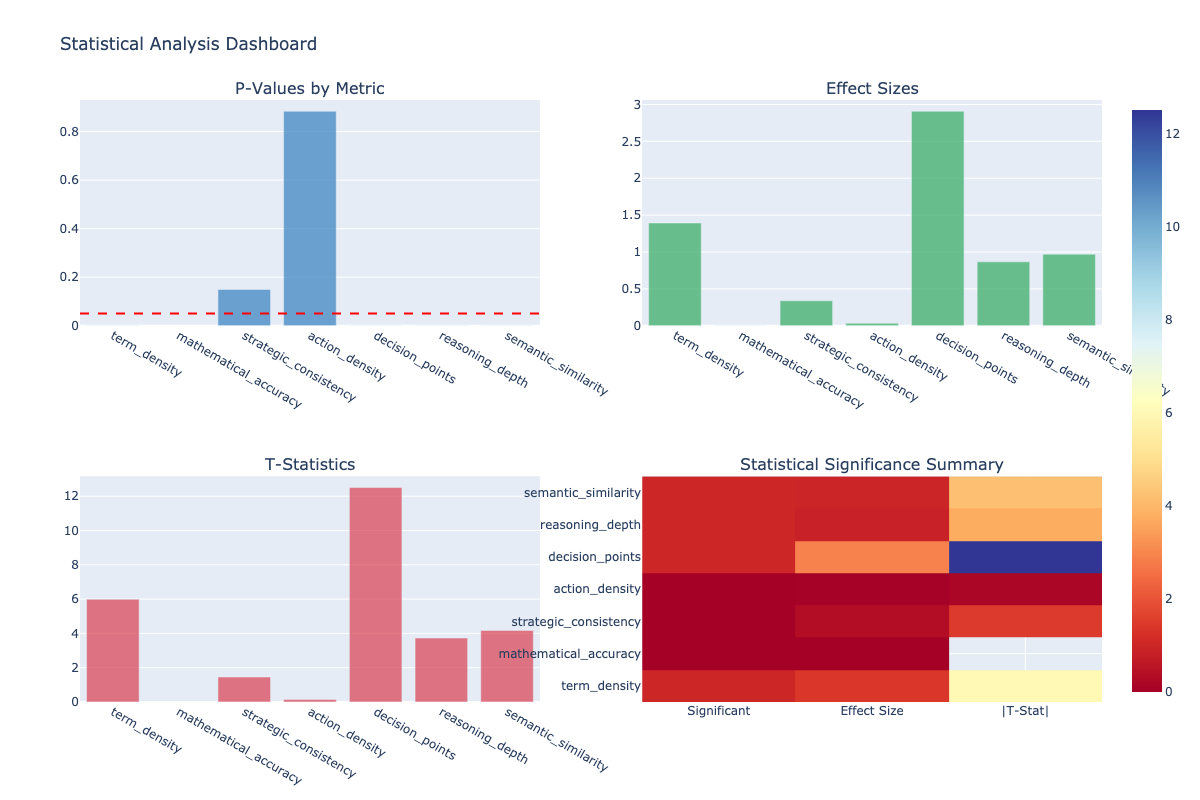 Statistical Analysis Dashboard
P-Values by Metric
0.8
0.6
0.4
0.2
0
term_density
mathematical_accuracy
strategic_consistency
action_density
decision_points
reasoning_depth
semantic_similarity
Effect Sizes
3
2.5
2
1.5
1
0.5
0
term_density
mathematical_accuracy
strategic_consistency
action_density
decision_points
reasoning_depth
semantic_similarity
12
10
8
6
4
2
0
T-Statistics
12
10
8
6
4
2
0
term_density
mathematical_accuracy
strategic_consistency
action_density
decision_points
reasoning_depth
semantic_similarity
Statistical Significance Summary
semantic_similarity
reasoning_depth
decision_points
action_density
strategic_consistency
mathematical_accuracy
term_density
Significant
Effect Size
|T-Stat|